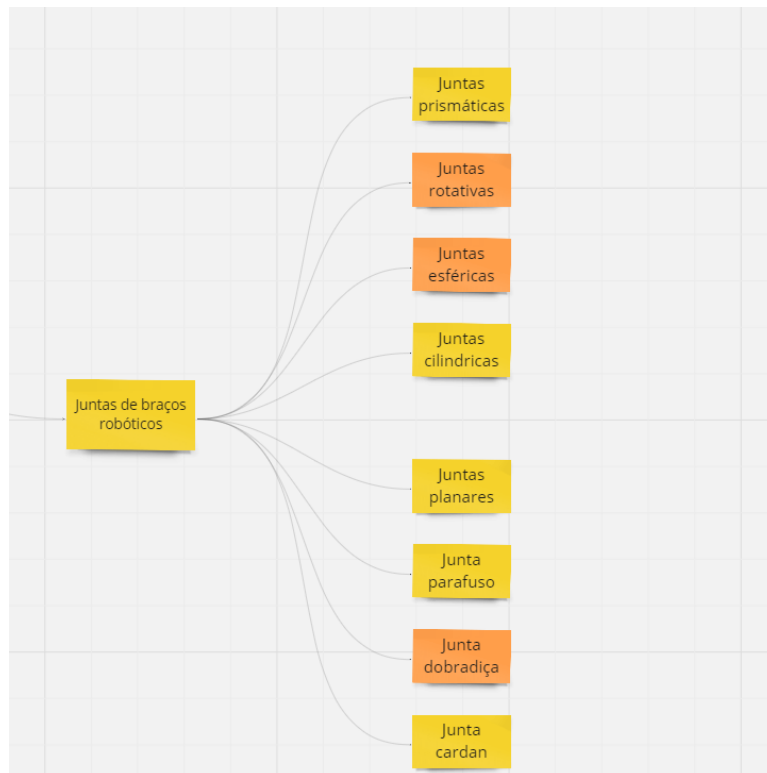 Juntas
prismáticas
Juntas
rotativas
Juntas
esféricas
Juntas
cilindricas
Juntas de braços
robóticos
Juntas
planares
Junta
parafuso
Junta
dobradiça
Junta
cardan